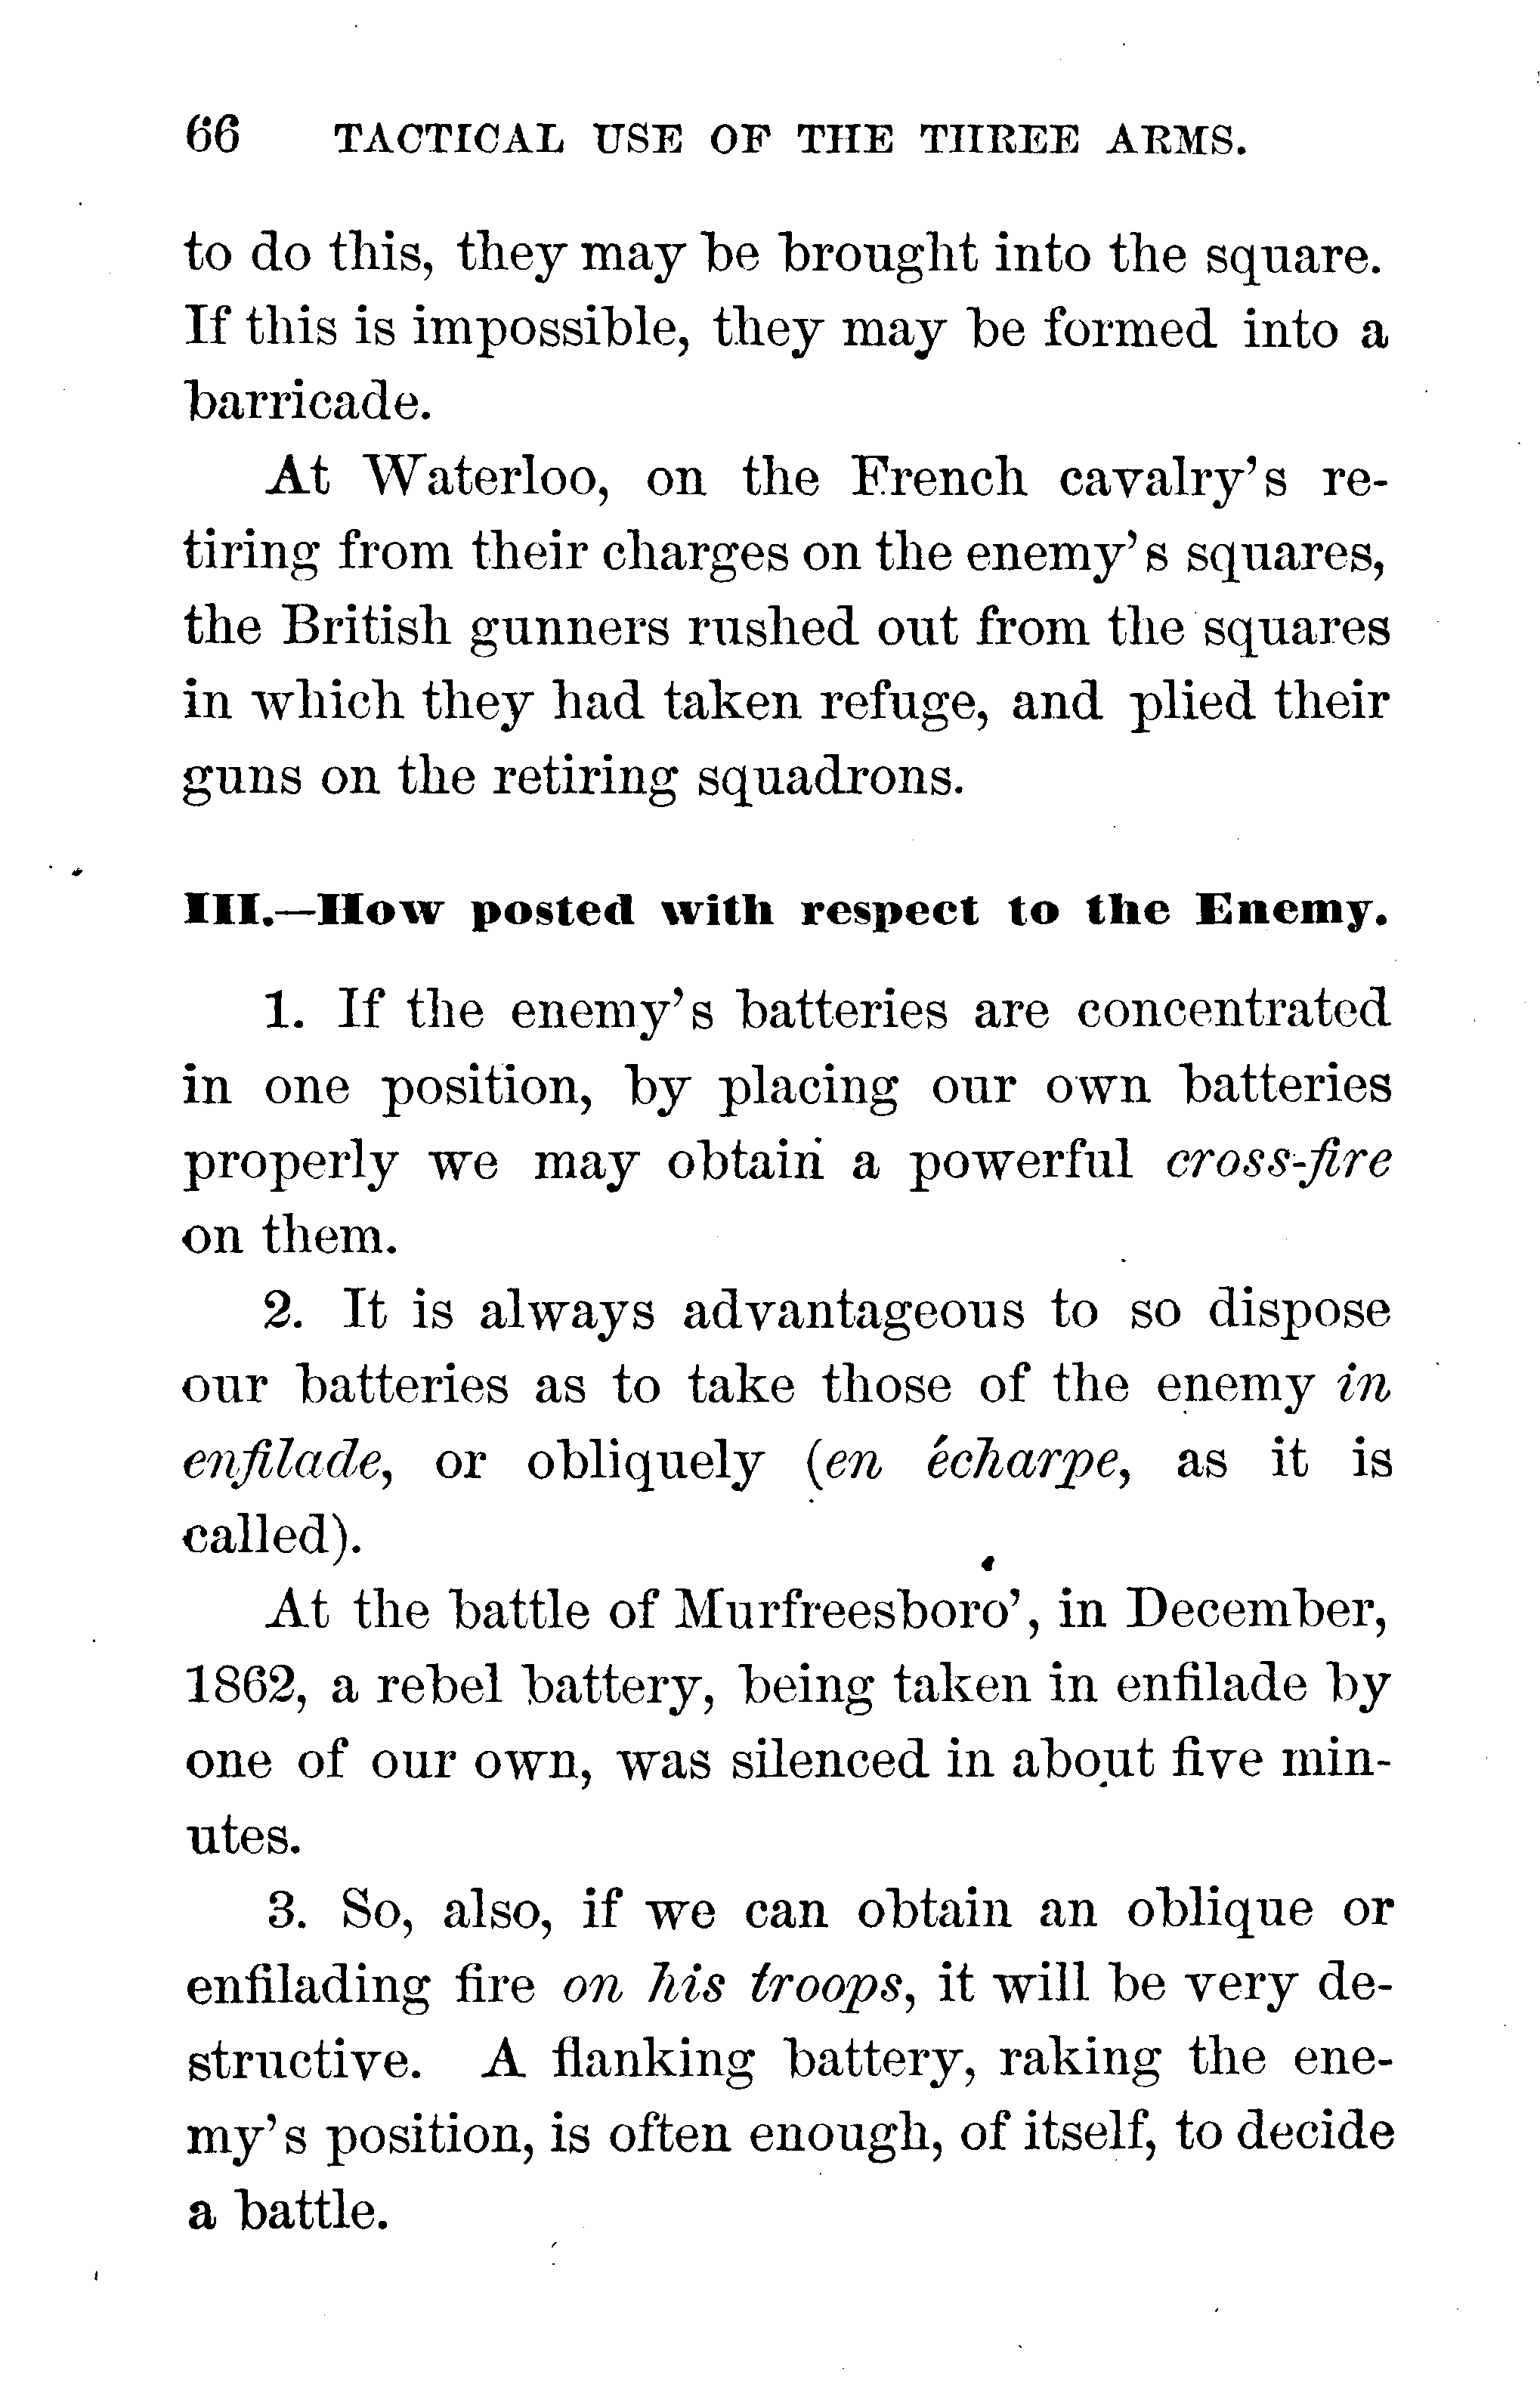 66 TACTICAL USE OF THE THREE ARMS.
to do this, they may be brought into the square.
If this is impossible, they may be formed into a
barricade.
At Waterloo, on the French cavalry's re-
tiring from their charges on the enemy's squares,
the British gunners rushed out from the squares
in which they had taken refuge, and plied their
guns on the retiring squadrons.
III.—How posted with respect to the Enemy.
1. If the enemy's batteries are concentrated
in one position, by placing our own batteries
properly we may obtain a powerful cross-fire
on them.
2. It is always advantageous to so dispose
our batteries as to take those of the enemy in
enfilade, or obliquely (en écharpe, as it is
called).
At the battle of Murfreesboro', in December,
1862, a rebel battery, being taken in enfilade by
one of our own, was silenced in about five min-
utes.
3. So, also, if we can obtain an oblique or
enfilading fire on his troops, it will be very de-
structive. A flanking battery, raking the ene-
my's position, is often enough, of itself, to decide
a battle.